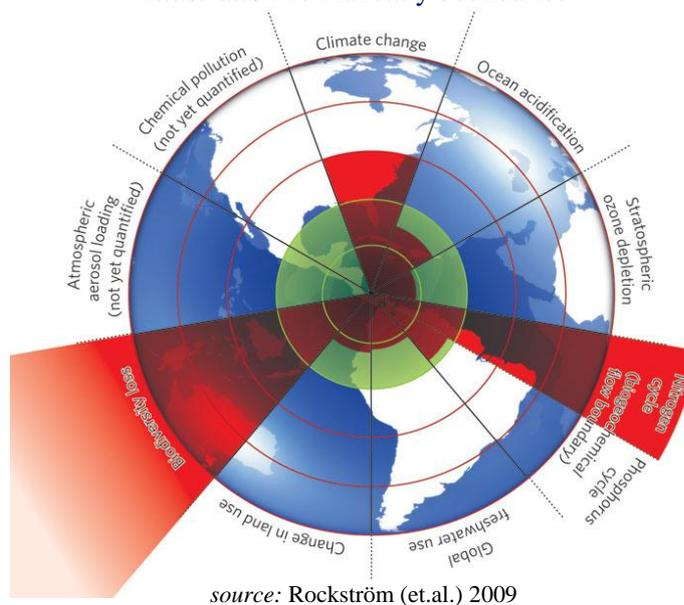 Climate change
Ocean acidification
Stratospheric
ozone depletion
Nitrogen
cycle
(biogeochemical
flow boundary)
Phosphorus
cycle
Global
freshwater use
Change in land use
Biodiversity loss
Atmospheric
aerosol loading
(not yet quantified)
Chemical pollution
(not yet quantified)
source: Rockström (et.al.) 2009